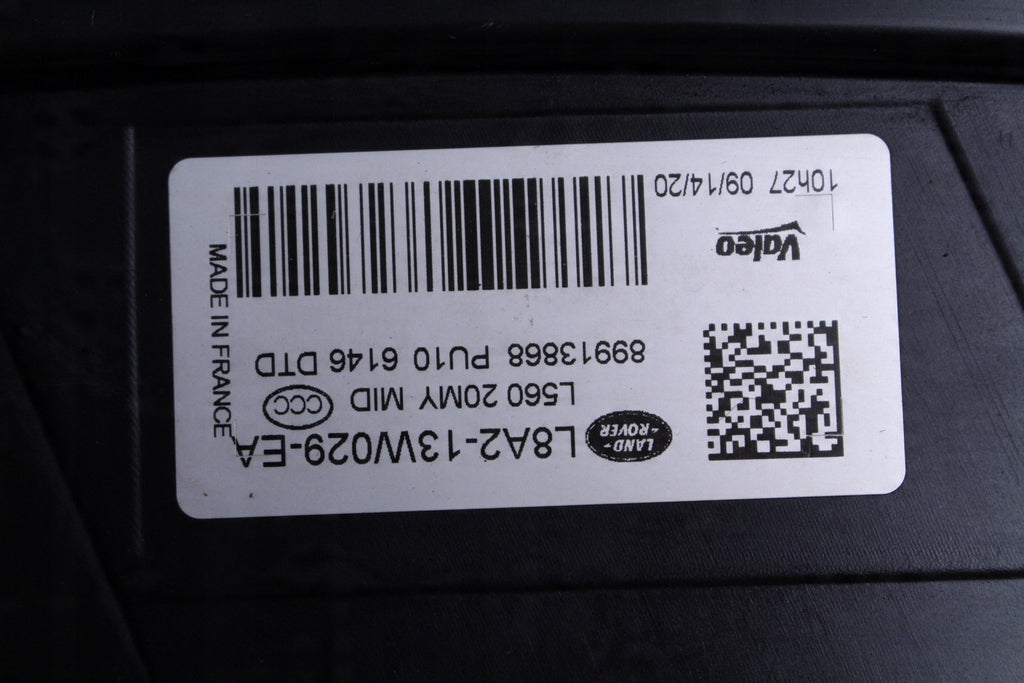 LAND-
ROVER
L8A2-13W029-EA
L560 20MY MID
CCC
89913868 PU10 6146 DTD
MADE IN FRANCE
Valeo
10h27 09/14/20